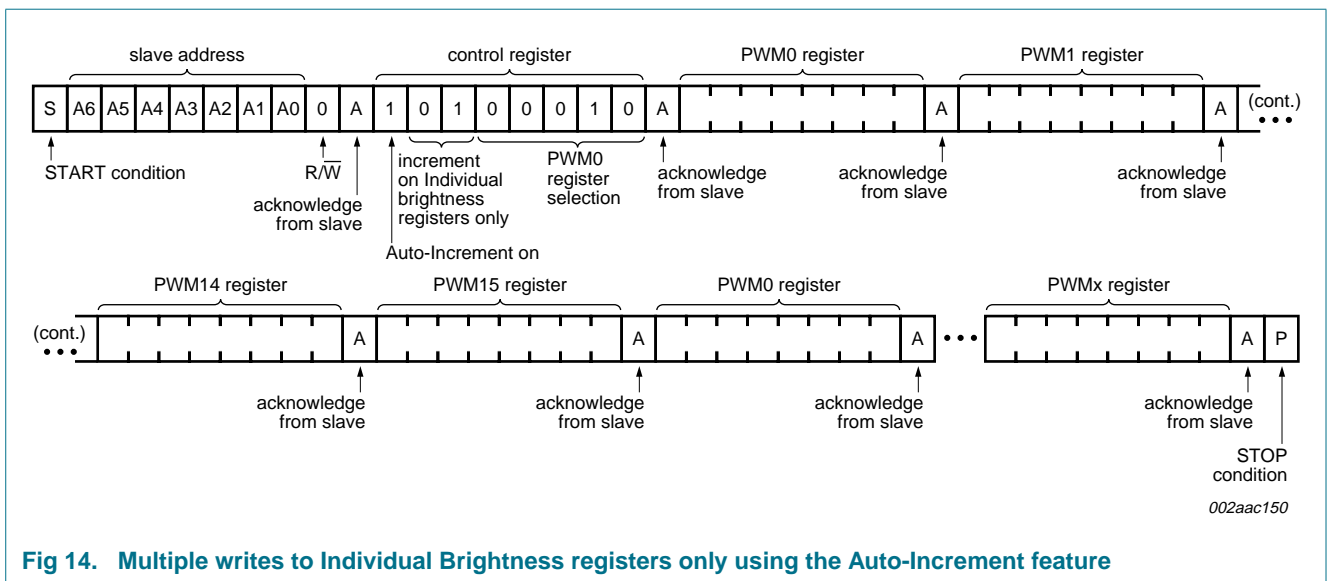 slave address
control register
PWM0 register
PWM1 register
S A6 A5 A4 A3 A2 A1 A0 0 A 1 0 1 0 0 0 1 0 A A A (cont.)
START condition
R/W̅
acknowledge
from slave
Auto-Increment on
increment
on Individual
brightness
registers only
PWM0
register
selection
acknowledge
from slave
acknowledge
from slave
acknowledge
from slave
PWM14 register
PWM15 register
PWM0 register
PWMx register
(cont.) A A A A P
acknowledge
from slave
acknowledge
from slave
acknowledge
from slave
acknowledge
from slave
STOP
condition
002aac150
Fig 14. Multiple writes to Individual Brightness registers only using the Auto-Increment feature